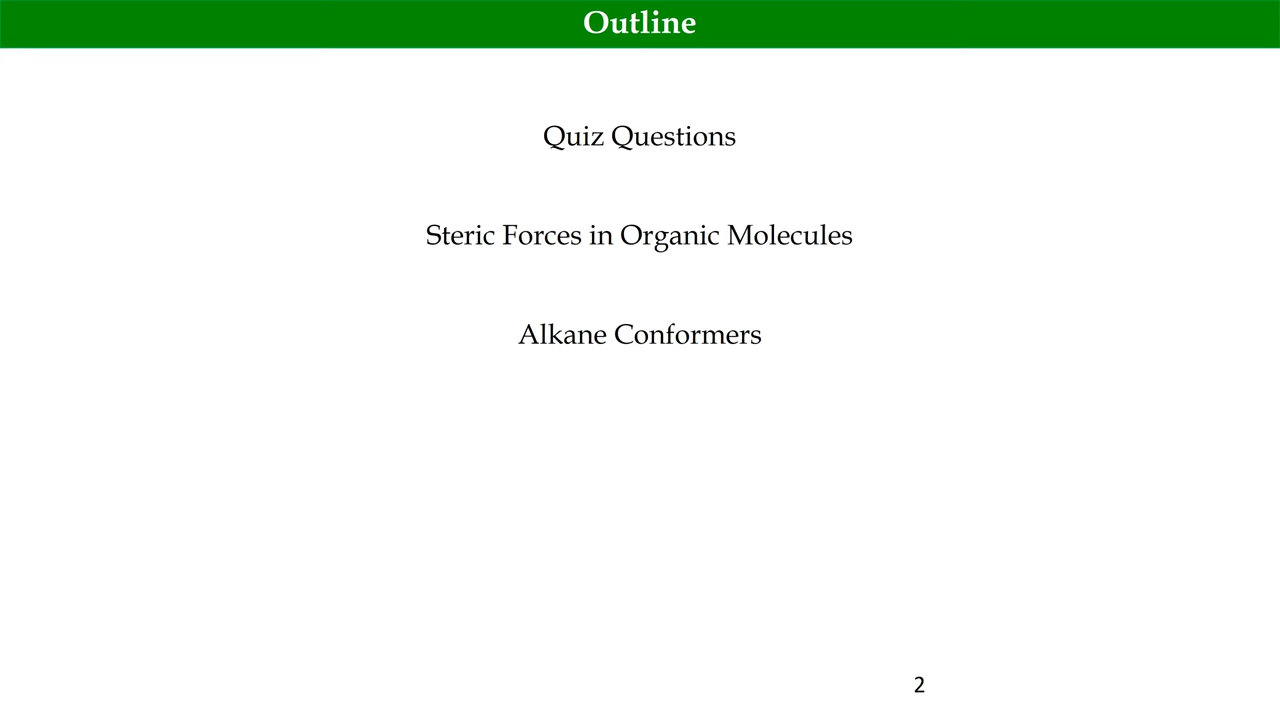 Outline
Quiz Questions
Steric Forces in Organic Molecules
Alkane Conformers
2